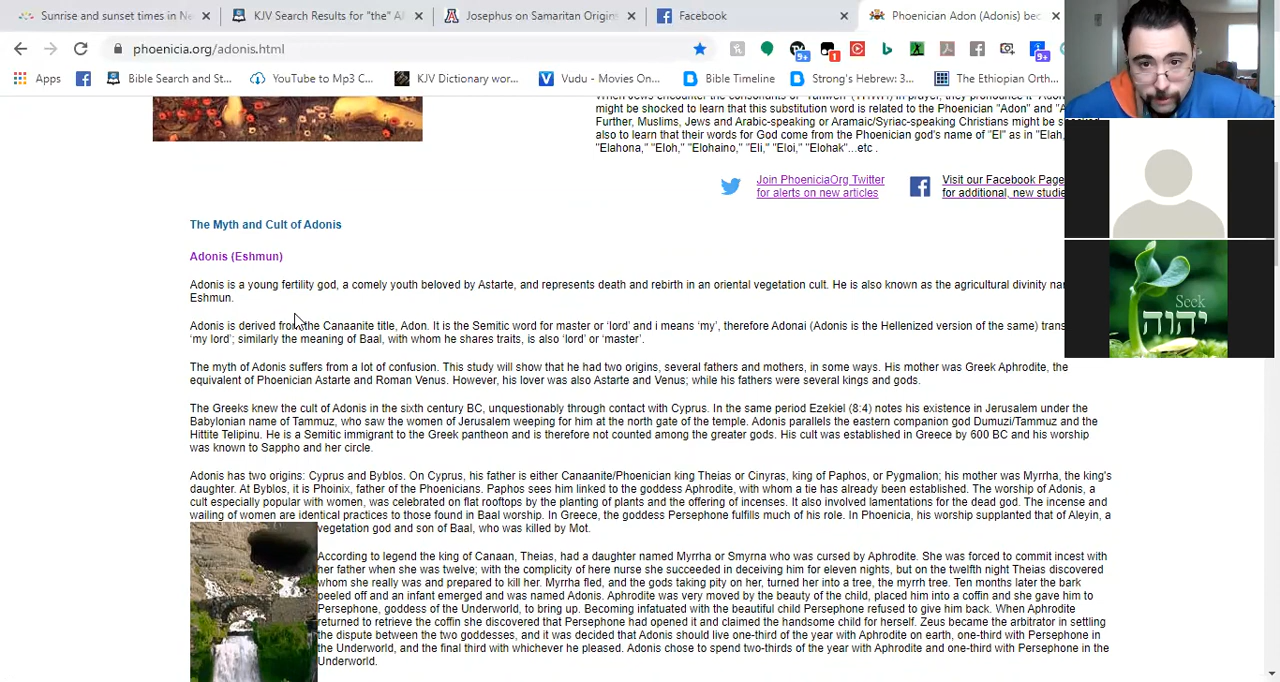 Sunrise and sunset times in Ne
KJV Search Results for "the" A
Josephus on Samaritan Origins
Facebook
Phoenician Adon (Adonis) bec
phoenicia.org/adonis.html
9+
1
9+
Apps
Bible Search and St...
YouTube to Mp3 C...
KJV Dictionary wor...
Vudu - Movies On...
Bible Timeline
Strong's Hebrew: 3...
The Ethiopian Orth...
might be shocked to learn that this substitution word is related to the Phoenician "Adon" and "A
Further, Muslims, Jews and Arabic-speaking or Aramaic/Syriac-speaking Christians might be shocked
also to learn that their words for God come from the Phoenician god's name of "El" as in "Elah,
"Elahona," "Eloh," "Elohaino," "Eli," "Eloi," "Elohak"...etc .
Join PhoeniciaOrg Twitter
for alerts on new articles
Visit our Facebook Page
for additional, new studie
The Myth and Cult of Adonis
Adonis (Eshmun)
Adonis is a young fertility god, a comely youth beloved by Astarte, and represents death and rebirth in an oriental vegetation cult. He is also known as the agricultural divinity na
Eshmun.
Adonis is derived from the Canaanite title, Adon. It is the Semitic word for master or 'lord' and i means 'my', therefore Adonai (Adonis is the Hellenized version of the same) trans
'my lord'; similarly the meaning of Baal, with whom he shares traits, is also 'lord' or 'master'.
The myth of Adonis suffers from a lot of confusion. This study will show that he had two origins, several fathers and mothers, in some ways. His mother was Greek Aphrodite, the
equivalent of Phoenician Astarte and Roman Venus. However, his lover was also Astarte and Venus; while his fathers were several kings and gods.
The Greeks knew the cult of Adonis in the sixth century BC, unquestionably through contact with Cyprus. In the same period Ezekiel (8:4) notes his existence in Jerusalem under the
Babylonian name of Tammuz, who saw the women of Jerusalem weeping for him at the north gate of the temple. Adonis parallels the eastern companion god Dumuzi/Tammuz and the
Hittite Telipinu. He is a Semitic immigrant to the Greek pantheon and is therefore not counted among the greater gods. His cult was established in Greece by 600 BC and his worship
was known to Sappho and her circle.
Adonis has two origins: Cyprus and Byblos. On Cyprus, his father is either Canaanite/Phoenician king Theias or Cinyras, king of Paphos, or Pygmalion; his mother was Myrrha, the king's
daughter. At Byblos, it is Phoinix, father of the Phoenicians. Paphos sees him linked to the goddess Aphrodite, with whom a tie has already been established. The worship of Adonis, a
cult especially popular with women, was celebrated on flat rooftops by the planting of plants and the offering of incenses. It also involved lamentations for the dead god. The incense and
wailing of women are identical practices to those found in Baal worship. In Greece, the goddess Persephone fulfills much of his role. In Phoenicia, his worship supplanted that of Aleyin, a
vegetation god and son of Baal, who was killed by Mot.
According to legend the king of Canaan, Theias, had a daughter named Myrrha or Smyrna who was cursed by Aphrodite. She was forced to commit incest with
her father when she was twelve; with the complicity of here nurse she succeeded in deceiving him for eleven nights, but on the twelfth night Theias discovered
whom she really was and prepared to kill her. Myrrha fled, and the gods taking pity on her, turned her into a tree, the myrrh tree. Ten months later the bark
peeled off and an infant emerged and was named Adonis. Aphrodite was very moved by the beauty of the child, placed him into a coffin and she gave him to
Persephone, goddess of the Underworld, to bring up. Becoming infatuated with the beautiful child Persephone refused to give him back. When Aphrodite
returned to retrieve the coffin she discovered that Persephone had opened it and claimed the handsome child for herself. Zeus became the arbitrator in settling
the dispute between the two goddesses, and it was decided that Adonis should live one-third of the year with Aphrodite on earth, one-third with Persephone in
the Underworld, and the final third with whichever he pleased. Adonis chose to spend two-thirds of the year with Aphrodite and one-third with Persephone in the
Underworld.
Seek
יהוה